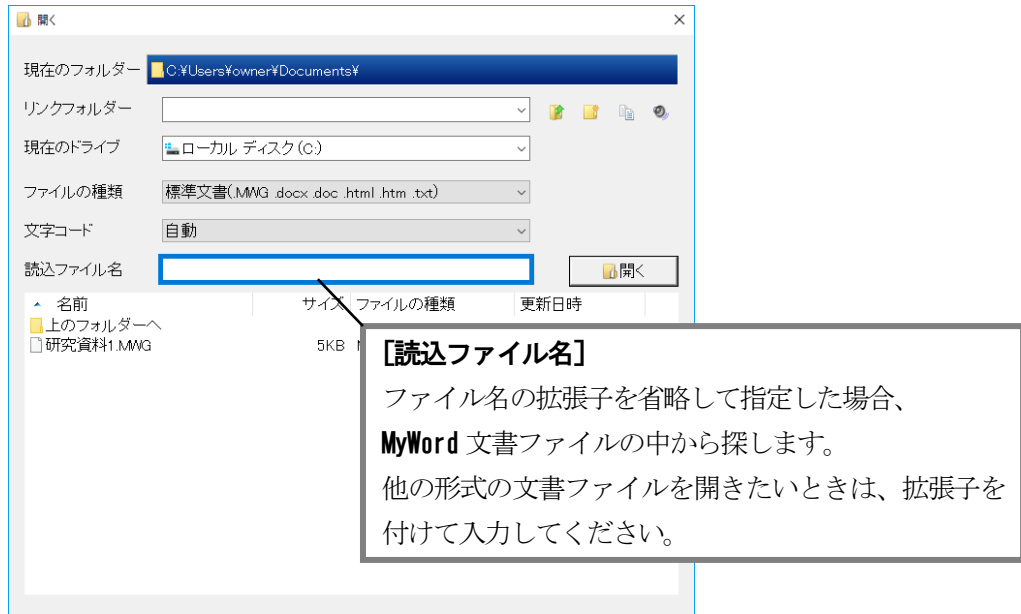 開く
現在のフォルダー C:¥Users¥owner¥Documents¥
リンクフォルダー
現在のドライブ ローカル ディスク (C:)
ファイルの種類 標準文書(.MWG .docx .doc .html .htm .txt)
文字コード 自動
読込ファイル名 開く
名前 サイズ ファイルの種類 更新日時
上のフォルダーへ
研究資料1.MWG 5KB
[読込ファイル名]
ファイル名の拡張子を省略して指定した場合、
MyWord 文書ファイルの中から探します。
他の形式の文書ファイルを開きたいときは、拡張子を
付けて入力してください。